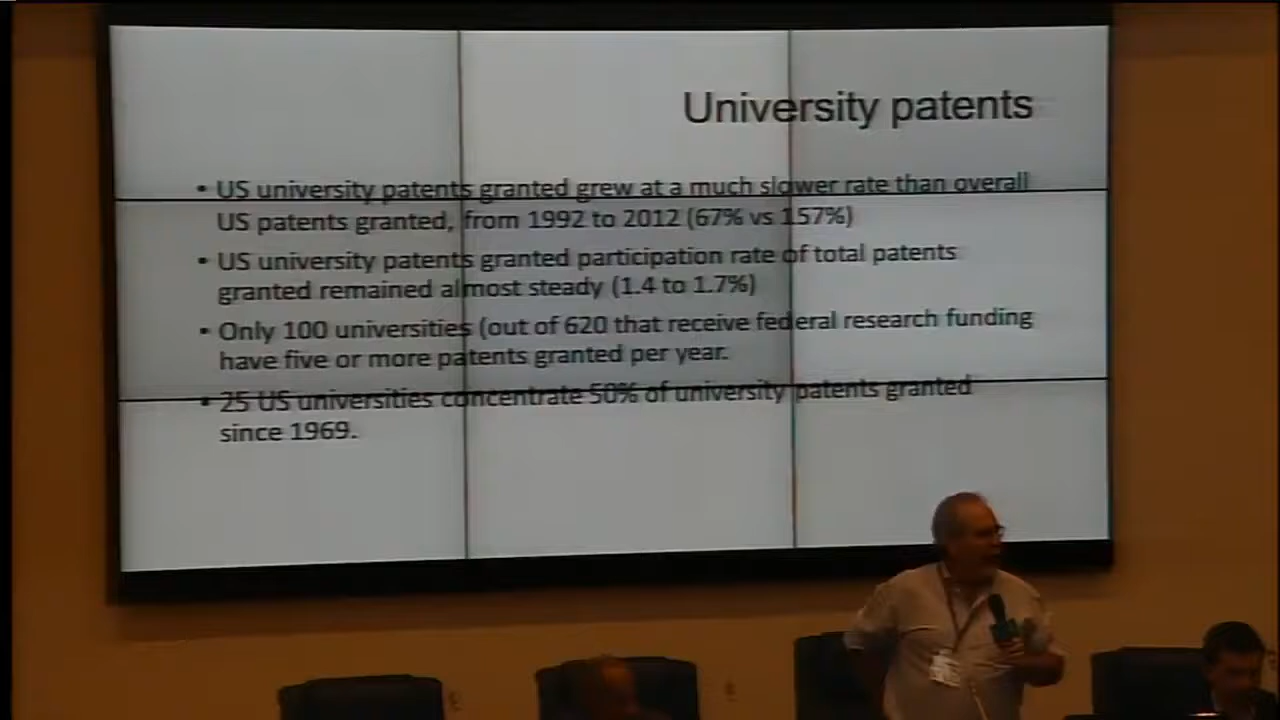 University patents
• US university patents granted grew at a much slower rate than overall
US patents granted, from 1992 to 2012 (67% vs 157%)
• US university patents granted participation rate of total patents
granted remained almost steady (1.4 to 1.7%)
• Only 100 universities (out of 620 that receive federal research funding
have five or more patents granted per year.
• 25 US universities concentrate 50% of university patents granted
since 1969.